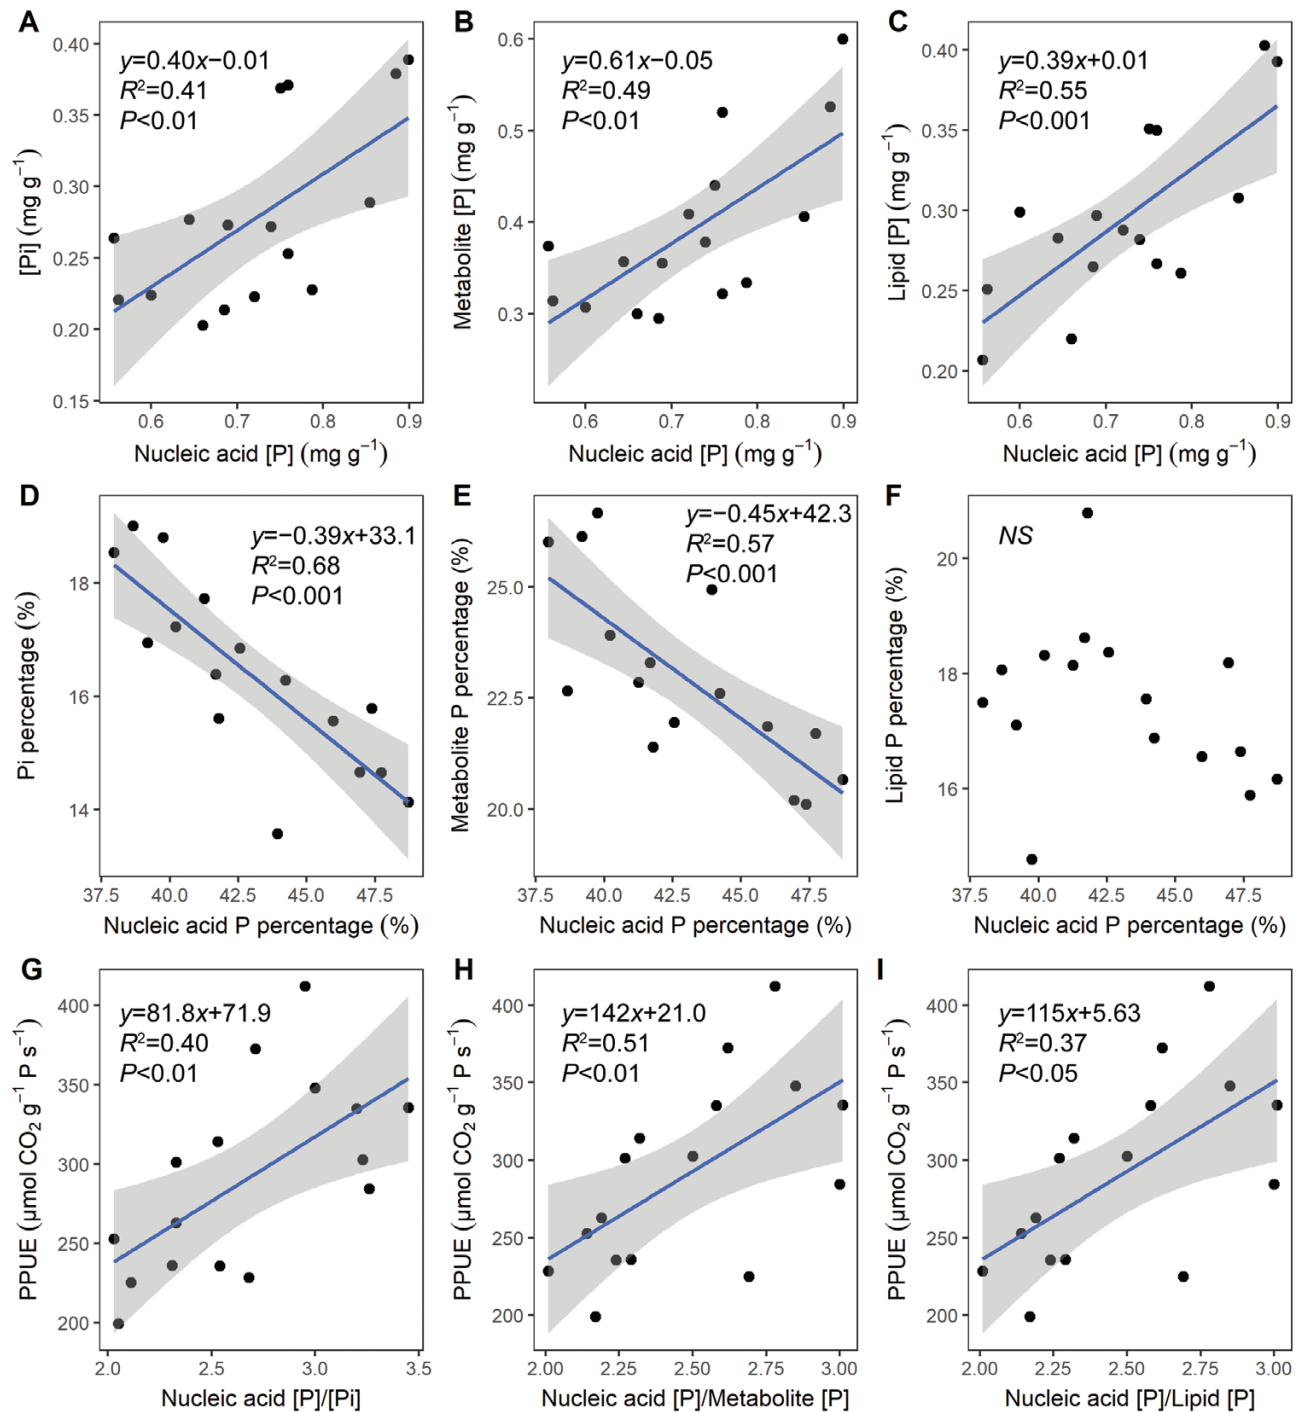 A
y=0.40x−0.01
R²=0.41
P<0.01
[Pi] (mg g⁻¹)
0.40
0.35
0.30
0.25
0.20
0.15
0.6 0.7 0.8 0.9
Nucleic acid [P] (mg g⁻¹)
B
y=0.61x−0.05
R²=0.49
P<0.01
Metabolite [P] (mg g⁻¹)
0.6
0.5
0.4
0.3
0.6 0.7 0.8 0.9
Nucleic acid [P] (mg g⁻¹)
C
y=0.39x+0.01
R²=0.55
P<0.001
Lipid [P] (mg g⁻¹)
0.40
0.35
0.30
0.25
0.20
0.6 0.7 0.8 0.9
Nucleic acid [P] (mg g⁻¹)
D
y=−0.39x+33.1
R²=0.68
P<0.001
Pi percentage (%)
18
16
14
37.5 40.0 42.5 45.0 47.5
Nucleic acid P percentage (%)
E
y=−0.45x+42.3
R²=0.57
P<0.001
Metabolite P percentage (%)
25.0
22.5
20.0
37.5 40.0 42.5 45.0 47.5
Nucleic acid P percentage (%)
F
NS
Lipid P percentage (%)
20
18
16
37.5 40.0 42.5 45.0 47.5
Nucleic acid P percentage (%)
G
y=81.8x+71.9
R²=0.40
P<0.01
PPUE (μmol CO₂ g⁻¹ P s⁻¹)
400
350
300
250
200
2.0 2.5 3.0 3.5
Nucleic acid [P]/[Pi]
H
y=142x+21.0
R²=0.51
P<0.01
PPUE (μmol CO₂ g⁻¹ P s⁻¹)
400
350
300
250
200
2.00 2.25 2.50 2.75 3.00
Nucleic acid [P]/Metabolite [P]
I
y=115x+5.63
R²=0.37
P<0.05
PPUE (μmol CO₂ g⁻¹ P s⁻¹)
400
350
300
250
200
2.00 2.25 2.50 2.75 3.00
Nucleic acid [P]/Lipid [P]